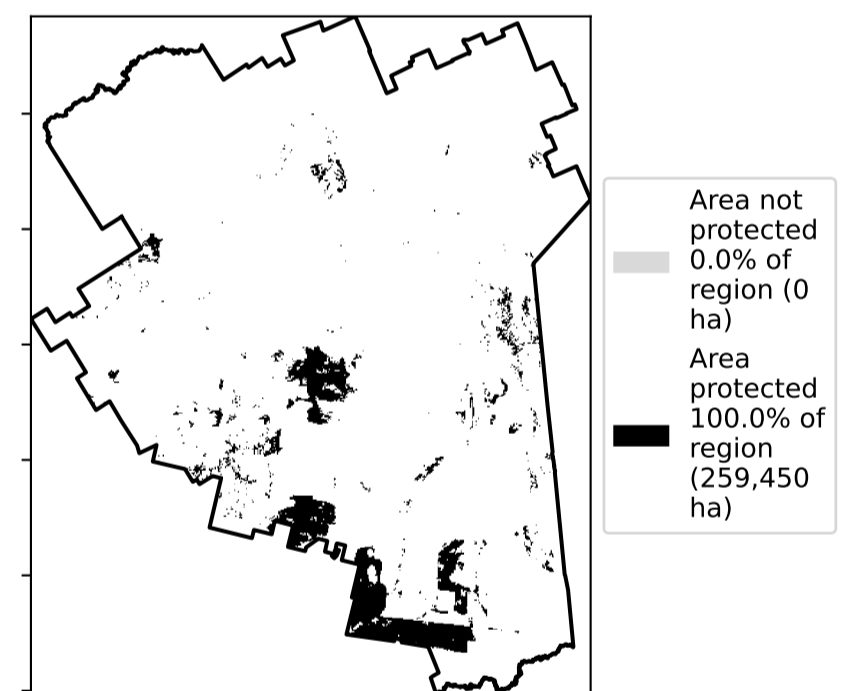 Area not
protected
0.0% of
region (0
ha)
Area
protected
100.0% of
region
(259,450
ha)